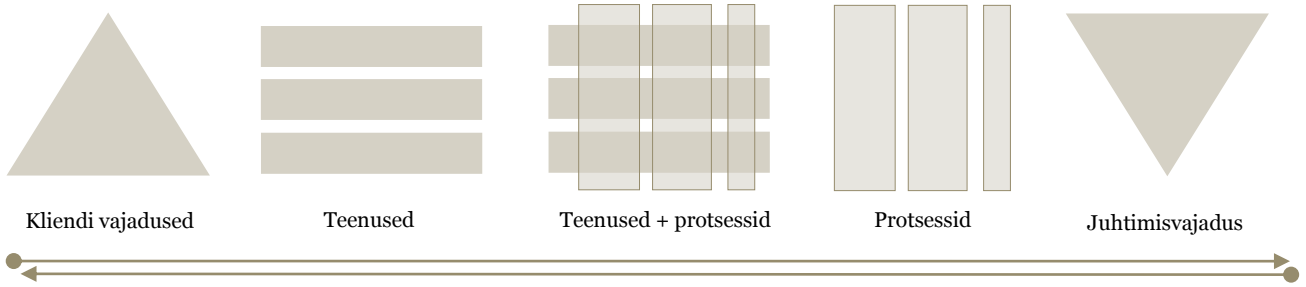 Kliendi vajadused
Teenused
Teenused + protsessid
Protsessid
Juhtimisvajadus